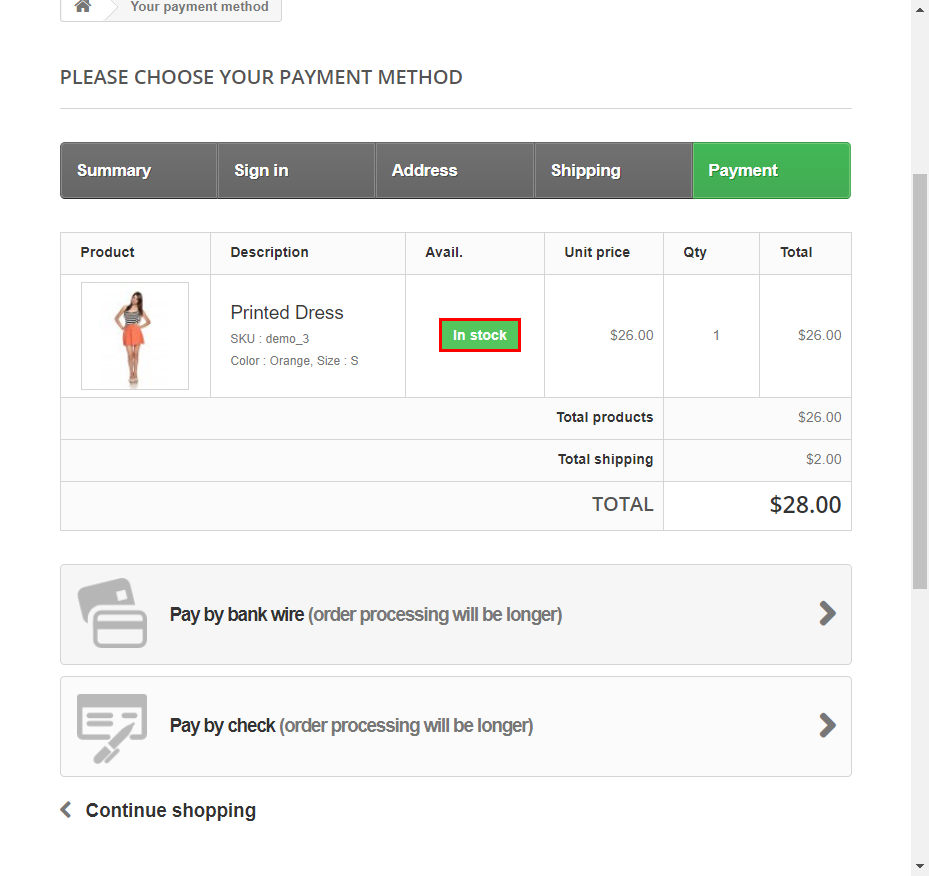 Your payment method
PLEASE CHOOSE YOUR PAYMENT METHOD
Summary Sign in Address Shipping Payment
Product Description Avail. Unit price Qty Total
Printed Dress
SKU : demo_3
Color : Orange, Size : S
In stock $26.00 1 $26.00
Total products $26.00
Total shipping $2.00
TOTAL $28.00
Pay by bank wire (order processing will be longer)
Pay by check (order processing will be longer)
Continue shopping